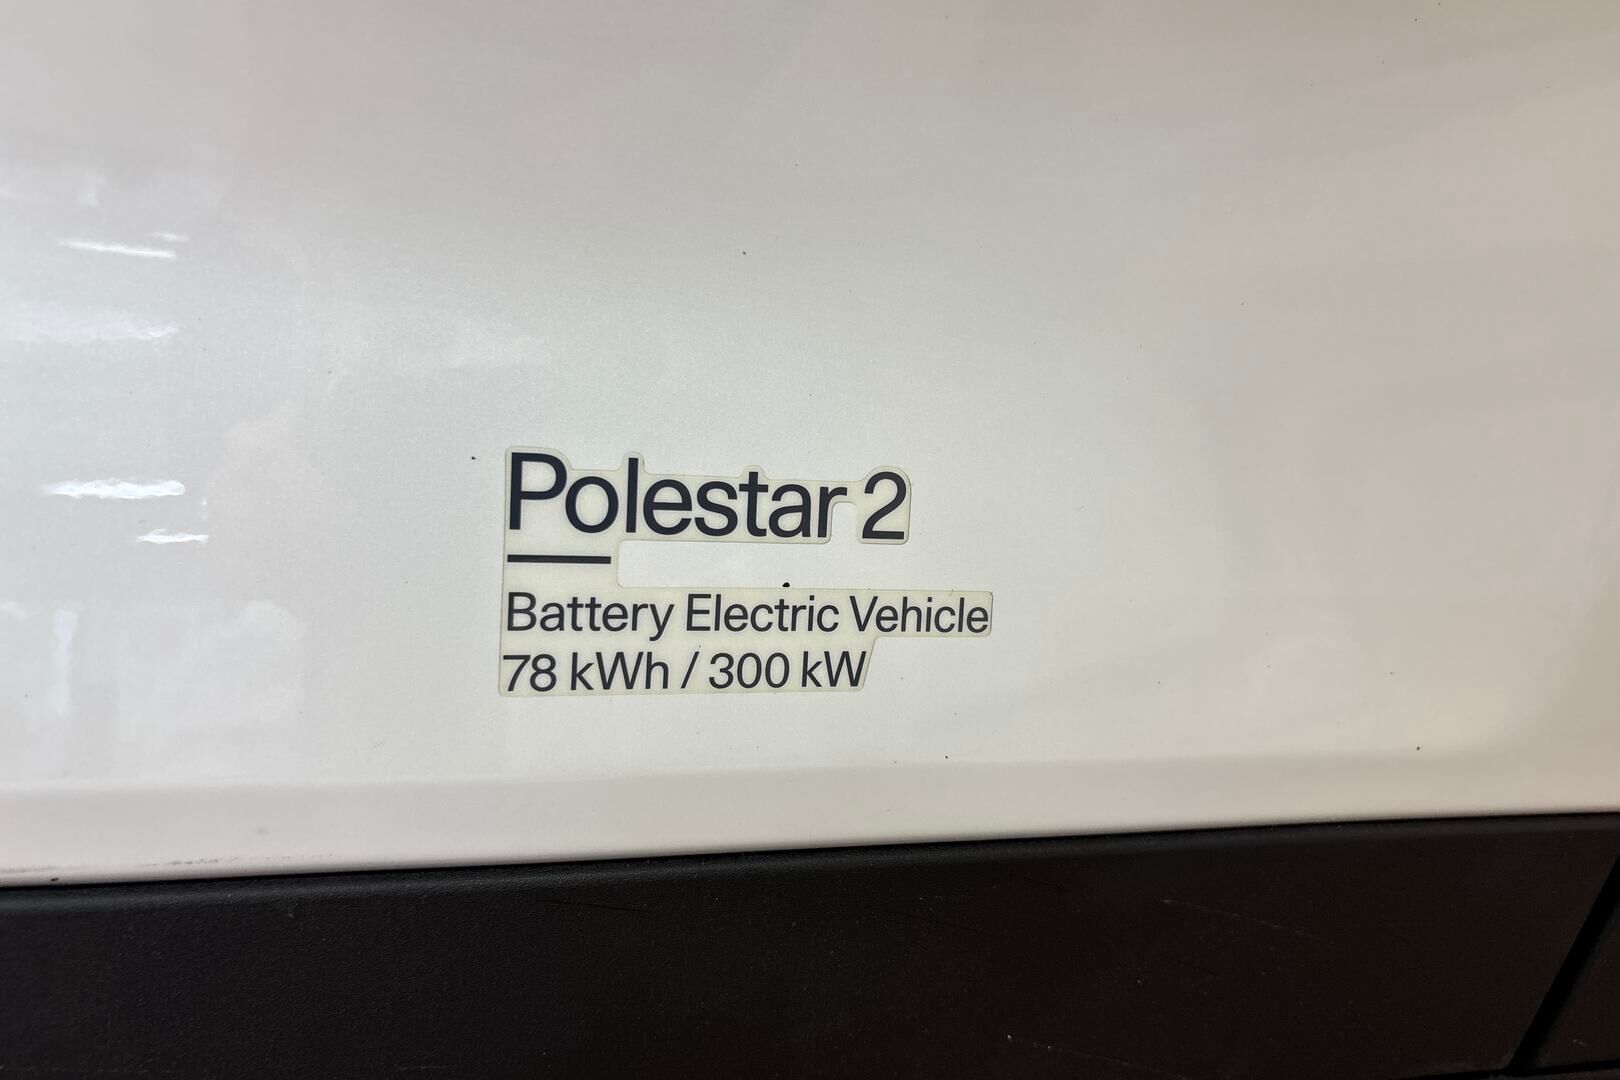 Polestar 2
Battery Electric Vehicle
78 kWh / 300 kW